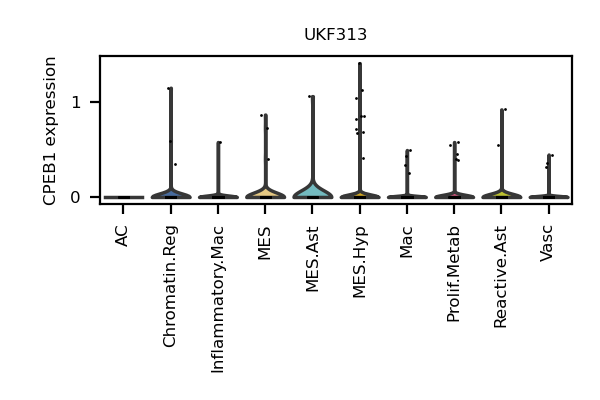 UKF313
CPEB1 expression
1
0
AC
Chromatin.Reg
Inflammatory.Mac
MES
MES.Ast
MES.Hyp
Mac
Prolif.Metab
Reactive.Ast
Vasc